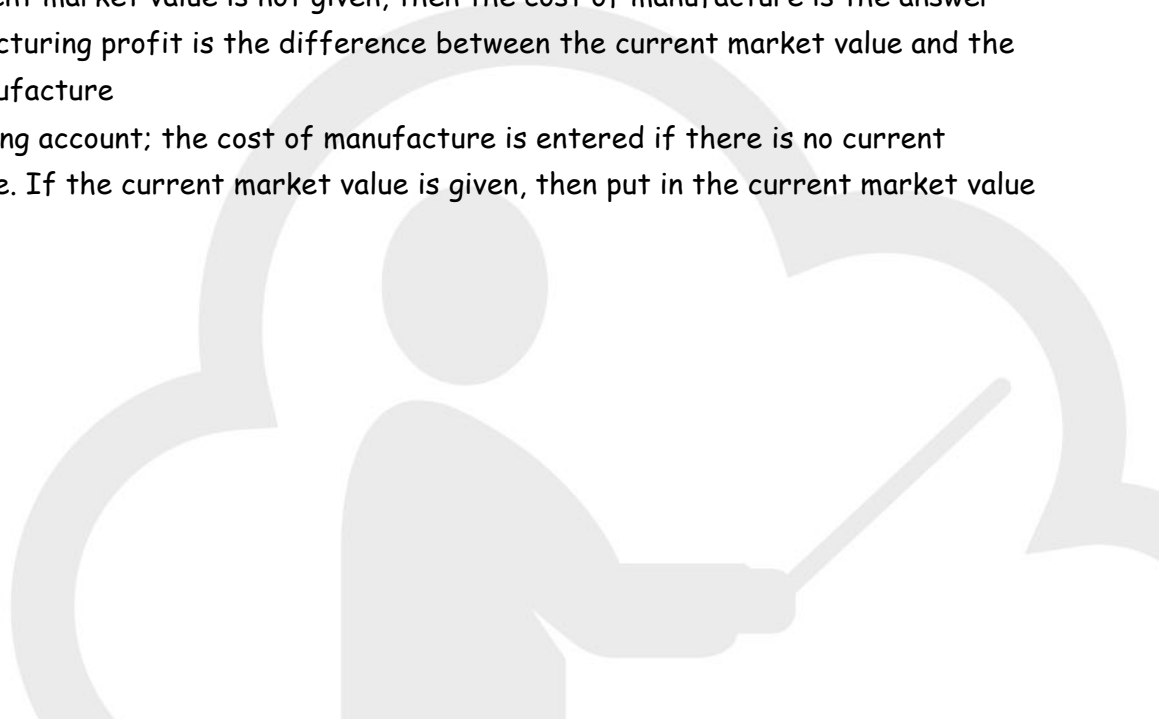 market value is not given, then the cost of manufacture is the answer
cturing profit is the difference between the current market value and the
ufacture
ng account; the cost of manufacture is entered if there is no current
e. If the current market value is given, then put in the current market value